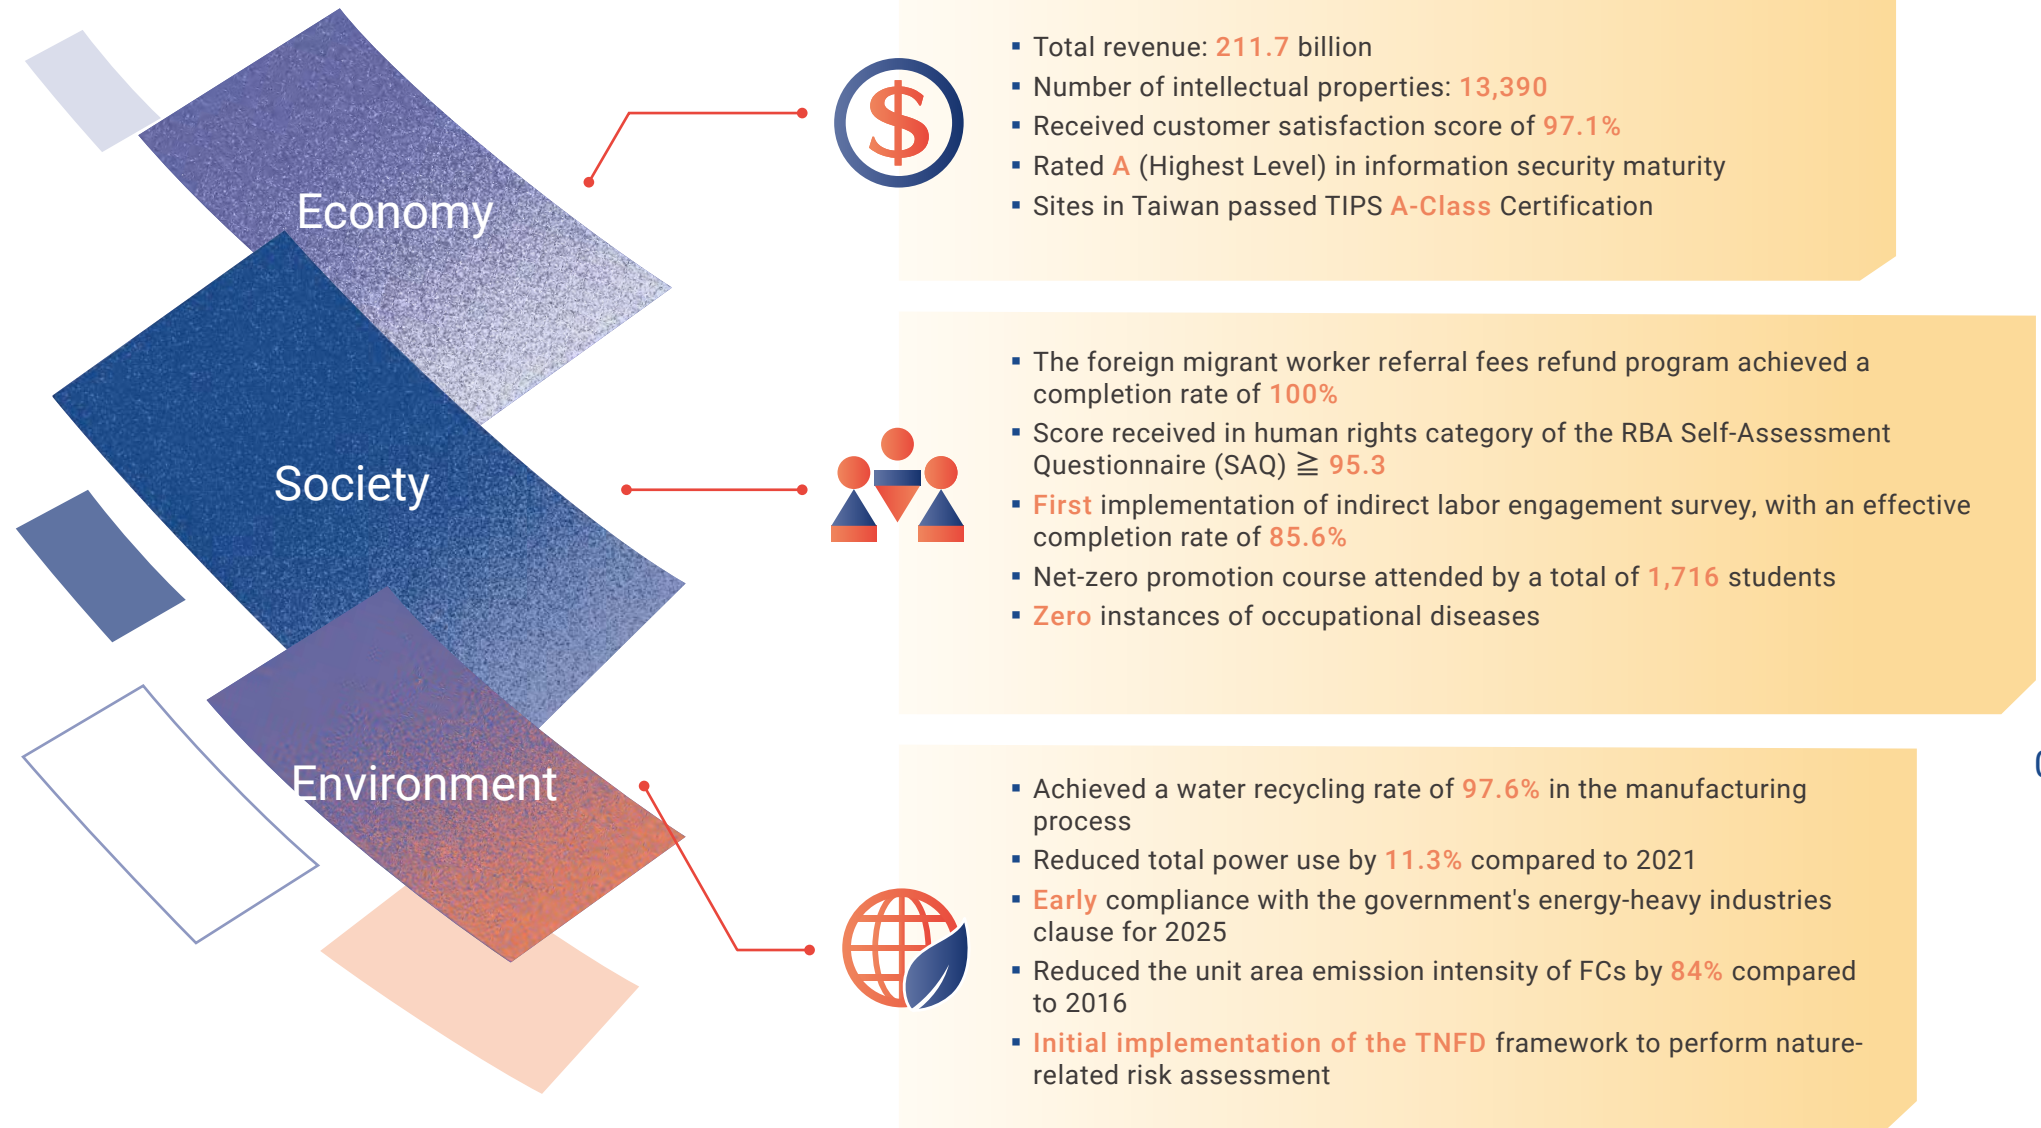 Economy
▪ Total revenue: 211.7 billion
▪ Number of intellectual properties: 13,390
▪ Received customer satisfaction score of 97.1%
▪ Rated A (Highest Level) in information security maturity
▪ Sites in Taiwan passed TIPS A-Class Certification
Society
▪ The foreign migrant worker referral fees refund program achieved a
completion rate of 100%
▪ Score received in human rights category of the RBA Self-Assessment
Questionnaire (SAQ) ≧ 95.3
▪ First implementation of indirect labor engagement survey, with an effective
completion rate of 85.6%
▪ Net-zero promotion course attended by a total of 1,716 students
▪ Zero instances of occupational diseases
Environment
▪ Achieved a water recycling rate of 97.6% in the manufacturing
process
▪ Reduced total power use by 11.3% compared to 2021
▪ Early compliance with the government's energy-heavy industries
clause for 2025
▪ Reduced the unit area emission intensity of FCs by 84% compared
to 2016
▪ Initial implementation of the TNFD framework to perform nature-
related risk assessment